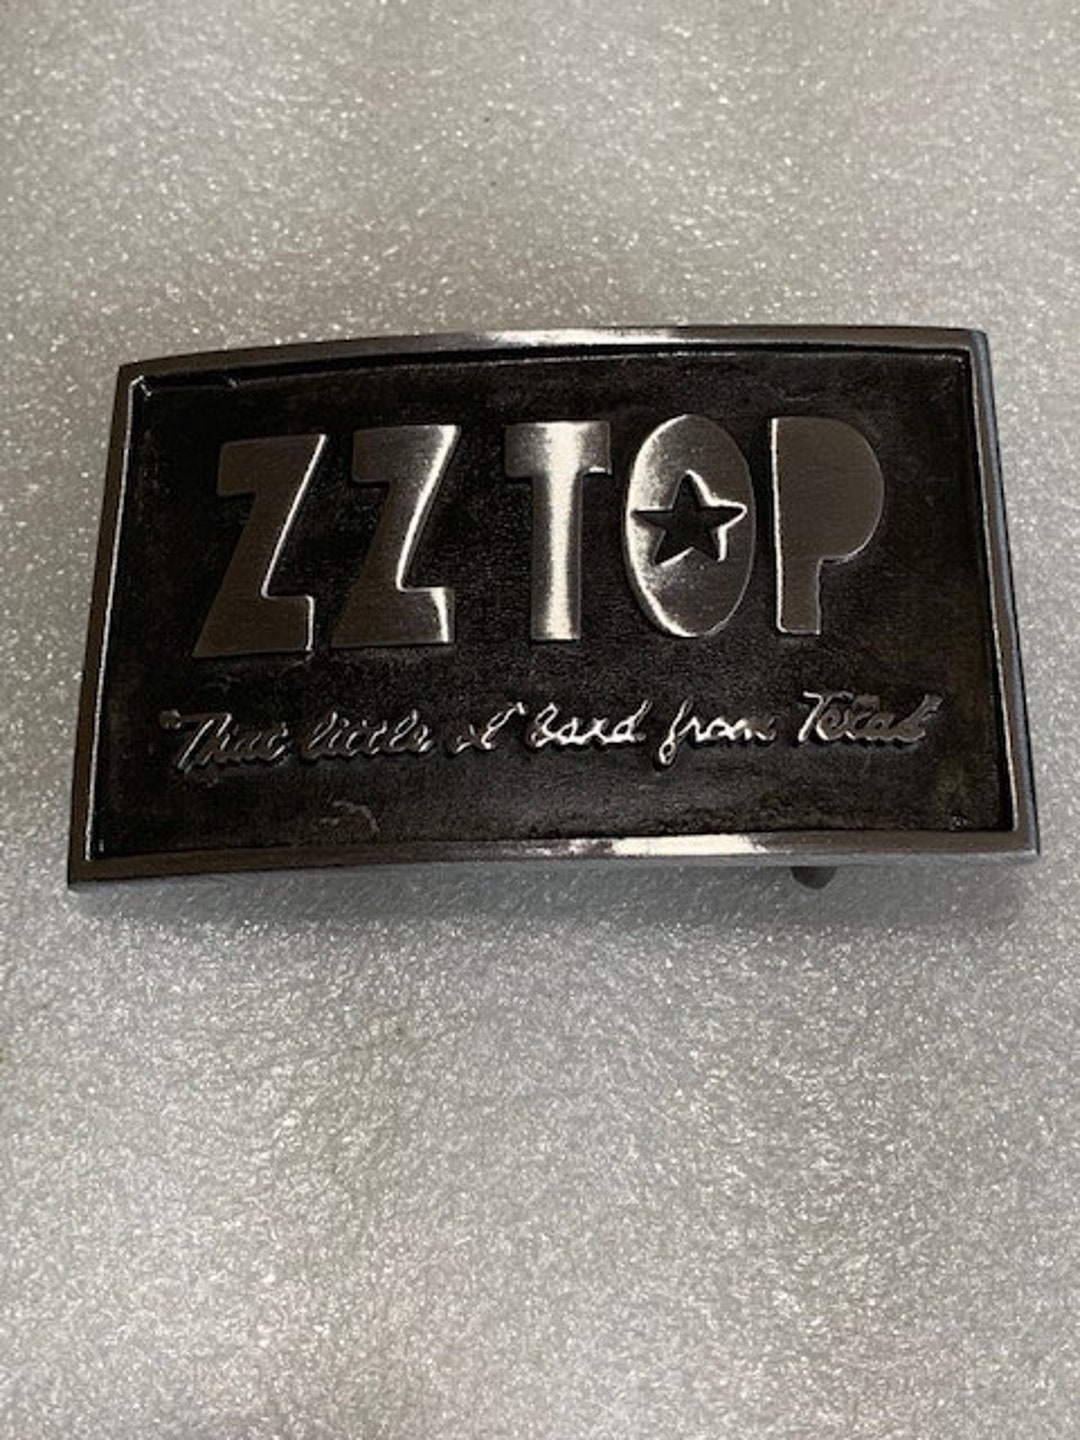 ZZ TOP
"That little ol' band from Texas"